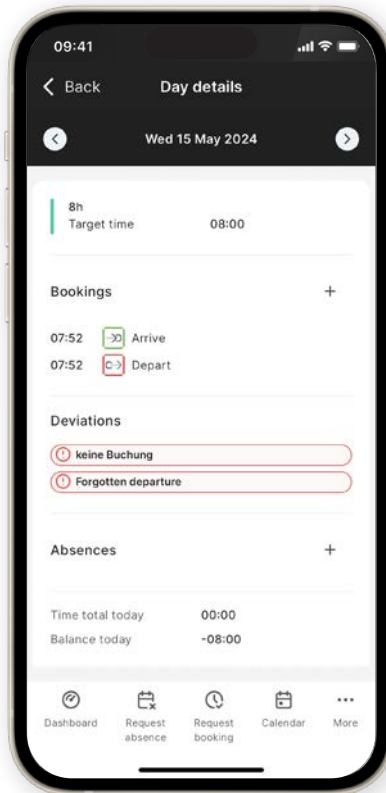 09:41
Back Day details
Wed 15 May 2024
8h
Target time 08:00
Bookings +
07:52 Arrive
07:52 Depart
Deviations
keine Buchung
Forgotten departure
Absences +
Time total today 00:00
Balance today -08:00
Dashboard Request absence Request booking Calendar More